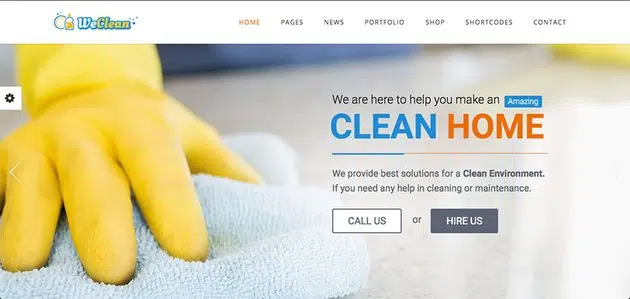 WeClean
HOME PAGES NEWS PORTFOLIO SHOP SHORTCODES CONTACT
We are here to help you make an Amazing
CLEAN HOME
We provide best solutions for a Clean Environment.
If you need any help in cleaning or maintenance.
CALL US or HIRE US